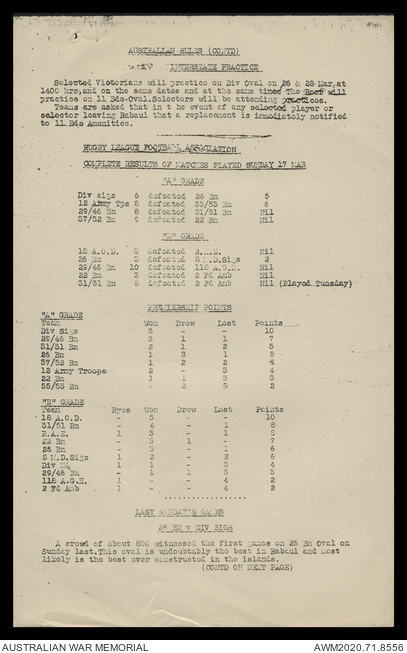 AUSTRALIAN RULES (CONTD)
INTERSTATE PRACTICE
Selected Victorians will practice on Div Oval on 26 & 28 Mar,at
1400 hrs,and on the same dates and at the same times The Rest will
practice on 11 Bde-Oval.Selectors will be attending practices.
Teams are asked that in the event of any selected player or
selector leaving Rabaul that a replacement is immediately notified
to 11 Bde Amenities.
RUGBY LEAGUE FOOTBALL ASSOCIATION
COMPLETE RESULTS OF MATCHES PLAYED SUNDAY 17 MAR
"A" GRADE
Div Sigs 6 defeated 26 Bn 5
12 Army Tps 8 defeated 55/53 Bn 6
29/46 Bn 8 defeated 31/51 Bn Nil
37/52 Bn 9 defeated 22 Bn Nil
"B" GRADE
18 A.O.D. 5 defeated R.A.E. Nil
26 Bn 5 defeated 8 M.D.Sigs 2
29/46 Bn 10 defeated 118 A.G.H. Nil
22 Bn 3 defeated 2 Fd Amb Nil
31/51 Bn 5 defeated 2 Fd Amb Nil (Played Tuesday)
PREMIERSHIP POINTS
"A" GRADE
Team Won Drew Lost Points
Div Sigs 5 - - 10
29/46 Bn 3 1 1 7
31/51 Bn 2 1 2 5
26 Bn 1 3 1 5
37/52 Bn 1 2 2 4
12 Army Troops 2 - 3 4
22 Bn 1 1 3 3
55/53 Bn - 2 3 2
"B" GRADE
Team Byes Won Drew Lost Points
18 A.O.D. - 5 - - 10
31/51 Bn - 4 - 1 8
R.A.E. 1 3 - 1 8
22 Bn - 3 1 - 7
26 Bn - 3 - 1 6
8 M.D.Sigs 1 2 - 2 6
Div 1 1 - 3 4
29/46 Bn - 1 1 3 3
118 A.G.H. 1 - - 4 2
2 Fd Amb 1 - - 4 2
LAST SUNDAY'S GAMES
26 BN v DIV SIGS
A crowd of about 800 witnessed the first games on 26 Bn Oval on
Sunday last.This oval is undoubtably the best in Rabaul and most
likely is the best ever constructed in the islands.
(CONTD ON NEXT PAGE)
AUSTRALIAN WAR MEMORIAL
AWM2020.71.8556